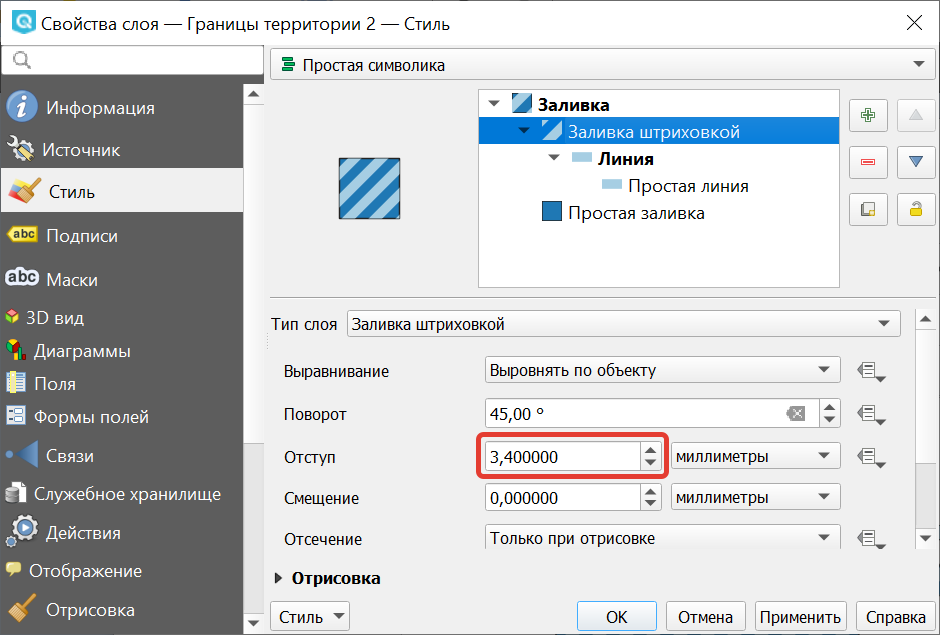 Свойства слоя — Границы территории 2 — Стиль
Простая символика
Информация
Источник
Стиль
abc Подписи
abc Маски
3D вид
Диаграммы
Поля
Формы полей
Связи
Служебное хранилище
Действия
Отображение
Отрисовка
Заливка
Заливка штриховкой
Линия
Простая линия
Простая заливка
Тип слоя Заливка штриховкой
Выравнивание Выровнять по объекту
Поворот 45,00 °
Отступ 3,400000 миллиметры
Смещение 0,000000 миллиметры
Отсечение Только при отрисовке
Отрисовка
Стиль OK Отмена Применить Справка